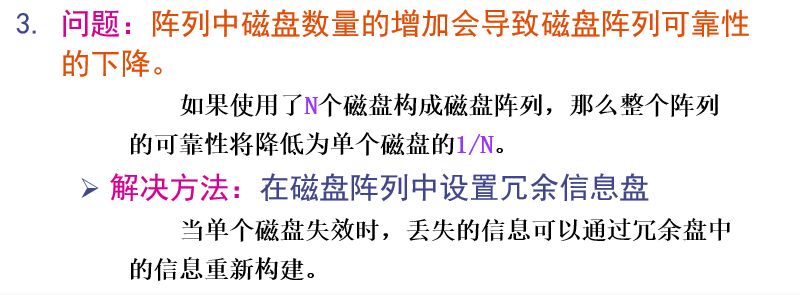 3. 问题：阵列中磁盘数量的增加会导致磁盘阵列可靠性
的下降。
如果使用了N个磁盘构成磁盘阵列，那么整个阵列
的可靠性将降低为单个磁盘的1/N。
➢ 解决方法：在磁盘阵列中设置冗余信息盘
当单个磁盘失效时，丢失的信息可以通过冗余盘中
的信息重新构建。